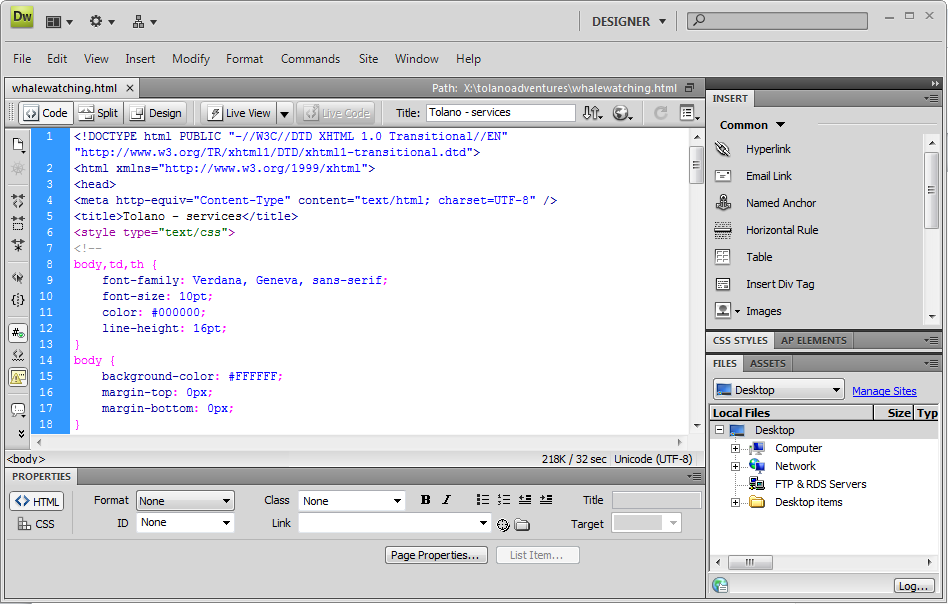 Dw DESIGNER
File Edit View Insert Modify Format Commands Site Window Help
whalewatching.html Path: X:\tolanoadventures\whalewatching.html
Code Split Design Live View Live Code Title: Tolano - services
1 <!DOCTYPE html PUBLIC "-//W3C//DTD XHTML 1.0 Transitional//EN"
"http://www.w3.org/TR/xhtml1/DTD/xhtml1-transitional.dtd">
2 <html xmlns="http://www.w3.org/1999/xhtml">
3 <head>
4 <meta http-equiv="Content-Type" content="text/html; charset=UTF-8" />
5 <title>Tolano - services</title>
6 <style type="text/css">
7 <!--
8 body,td,th {
9 font-family: Verdana, Geneva, sans-serif;
10 font-size: 10pt;
11 color: #000000;
12 line-height: 16pt;
13 }
14 body {
15 background-color: #FFFFFF;
16 margin-top: 0px;
17 margin-bottom: 0px;
18 }
<body> 218K / 32 sec Unicode (UTF-8)
PROPERTIES
HTML Format None Class None B I Title
CSS ID None Link Target
Page Properties... List Item...
INSERT
Common
Hyperlink
Email Link
Named Anchor
Horizontal Rule
Table
Insert Div Tag
Images
CSS STYLES AP ELEMENTS
FILES ASSETS
Desktop Manage Sites
Local Files Size Typ
Desktop
Computer
Network
FTP & RDS Servers
Desktop items
Log...